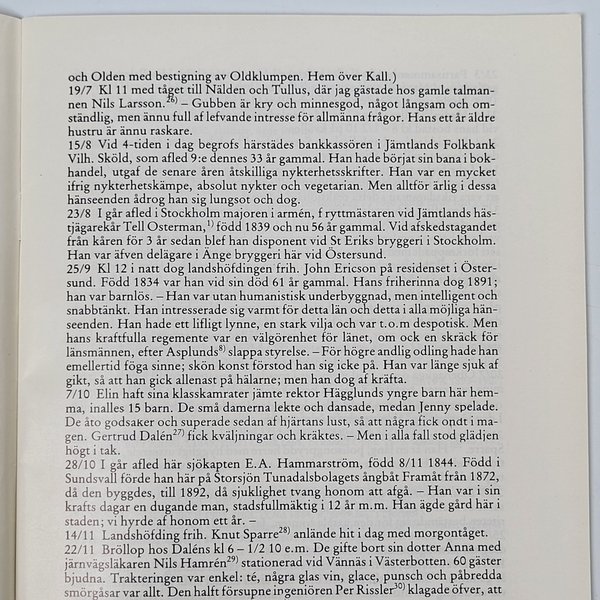 och Olden med bestigning av Oldklumpen. Hem över Kall.)
19/7 Kl 11 med tåget till Nälden och Tullus, där jag gästade hos gamle talman-
nen Nils Larsson.26) – Gubben är kry och minnesgod, något långsam och om-
ständlig, men ännu full af lefvande intresse för allmänna frågor. Hans ett år äldre
hustru är ännu raskare.
15/8 Vid 4-tiden i dag begrofs härstädes bankkassören i Jämtlands Folkbank
Vilh. Sköld, som afled 9:e dennes 33 år gammal. Han hade börjat sin bana i bok-
handel, utgaf de senare åren åtskilliga nykterhetsskrifter. Han var en mycket
ifrig nykterhetskämpe, absolut nykter och vegetarian. Men alltför ärlig i dessa
hänseenden ådrog han sig lungsot och dog.
23/8 I går afled i Stockholm majoren i armén, f ryttmästaren vid Jämtlands häs-
tjägarekår Tell Osterman,1) född 1839 och nu 56 år gammal. Vid afskedstagandet
från kåren för 3 år sedan blef han disponent vid St Eriks bryggeri i Stockholm.
Han var äfven delägare i Änge bryggeri här vid Östersund.
25/9 Kl 12 i natt dog landshöfdingen frih. John Ericson på residenset i Öster-
sund. Född 1834 var han vid sin död 61 år gammal. Hans friherinna dog 1891;
han var barnlös. – Han var utan humanistisk underbyggnad, men intelligent och
snabbtänkt. Han intresserade sig varmt för detta län och detta i alla möjliga hän-
seenden. Han hade ett lifligt lynne, en stark vilja och var t.o.m despotisk. Men
hans kraftfulla regemente var en välgörenhet för länet, om ock en skräck för
länsmännen, efter Asplunds8) slappa styrelse. – För högre andlig odling hade han
emellertid föga sinne; skön konst förstod han sig icke på. Han var länge sjuk af
gikt, så att han gick allenast på hälarne; men han dog af kräfta.
7/10 Elin haft sina klasskamrater jämte rektor Hägglunds yngre barn här hem-
ma, inalles 15 barn. De små damerna lekte och dansade, medan Jenny spelade.
De åto godsaker och superade sedan af hjärtans lust, så att några fick ondt i ma-
gen. Gertrud Dalén27) fick kväljningar och kräktes. – Men i alla fall stod glädjen
högt i tak.
28/10 I går afled här sjökapten E.A. Hammarström, född 8/11 1844. Född i
Sundsvall förde han här på Storsjön Tunadalsbolagets ångbåt Framåt från 1872,
då den byggdes, till 1892, då sjuklighet tvang honom att afgå. – Han var i sin
krafts dagar en dugande man, stadsfullmäktig i 12 år m.m. Han ägde gård här i
staden; vi hyrde af honom ett år. –
14/11 Landshöfding frih. Knut Sparre28) anlände hit i dag med morgontåget.
22/11 Bröllop hos Daléns kl 6 – 1/2 10 e.m. De gifte bort sin dotter Anna med
järnvägsläkaren Nils Hamrén29) stationerad vid Vännäs i Västerbotten. 60 gäster
bjudna. Trakteringen var enkel: té, några glas vin, glace, punsch och påbredda
smörgåsar var allt. Den halft försupne ingeniören Per Rissler30) klagade öfver, att